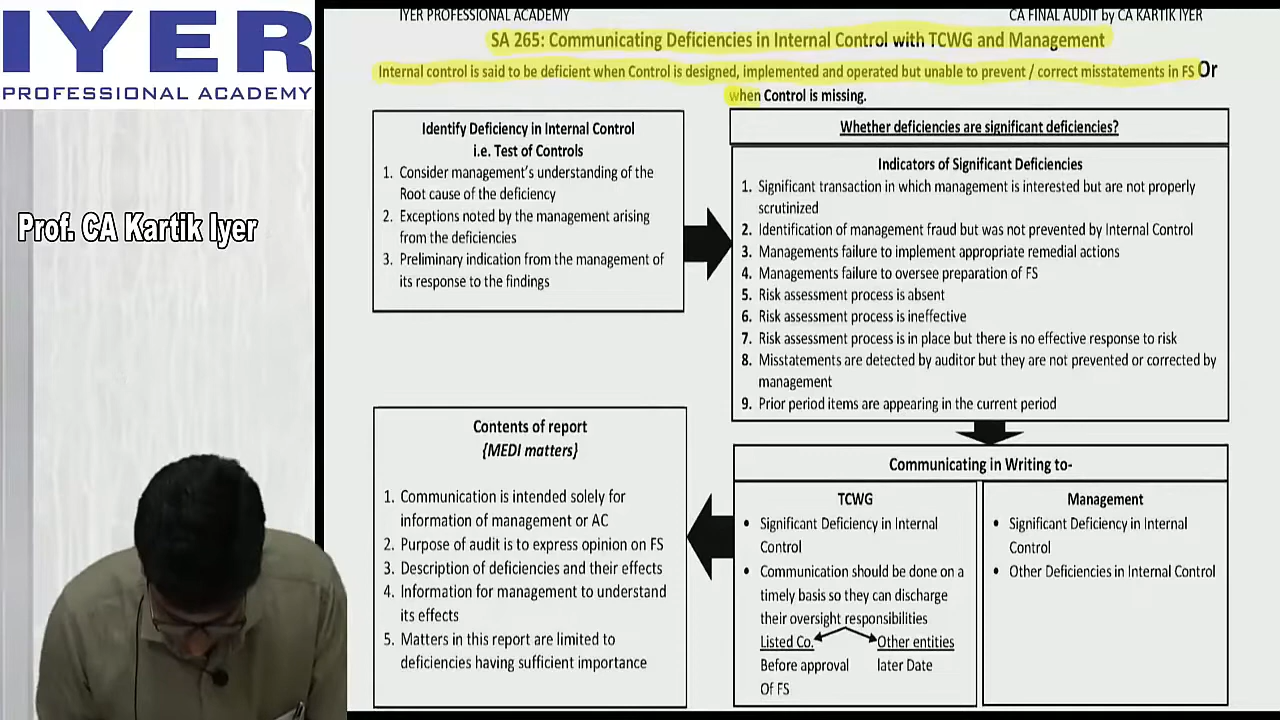 IYER
PROFESSIONAL ACADEMY
Prof. CA Kartik Iyer
IYER PROFESSIONAL ACADEMY
CA FINAL AUDIT by CA KARTIK IYER
SA 265: Communicating Deficiencies in Internal Control with TCWG and Management
Internal control is said to be deficient when Control is designed, implemented and operated but unable to prevent / correct misstatements in FS Or
when Control is missing.
Identify Deficiency in Internal Control
i.e. Test of Controls
1. Consider management's understanding of the
Root cause of the deficiency
2. Exceptions noted by the management arising
from the deficiencies
3. Preliminary indication from the management of
its response to the findings
Whether deficiencies are significant deficiencies?
Indicators of Significant Deficiencies
1. Significant transaction in which management is interested but are not properly
scrutinized
2. Identification of management fraud but was not prevented by Internal Control
3. Managements failure to implement appropriate remedial actions
4. Managements failure to oversee preparation of FS
5. Risk assessment process is absent
6. Risk assessment process is ineffective
7. Risk assessment process is in place but there is no effective response to risk
8. Misstatements are detected by auditor but they are not prevented or corrected by
management
9. Prior period items are appearing in the current period
Communicating in Writing to-
TCWG
• Significant Deficiency in Internal
Control
• Communication should be done on a
timely basis so they can discharge
their oversight responsibilities
Listed Co. Other entities
Before approval later Date
Of FS
Management
• Significant Deficiency in Internal
Control
• Other Deficiencies in Internal Control
Contents of report
{MEDI matters}
1. Communication is intended solely for
information of management or AC
2. Purpose of audit is to express opinion on FS
3. Description of deficiencies and their effects
4. Information for management to understand
its effects
5. Matters in this report are limited to
deficiencies having sufficient importance